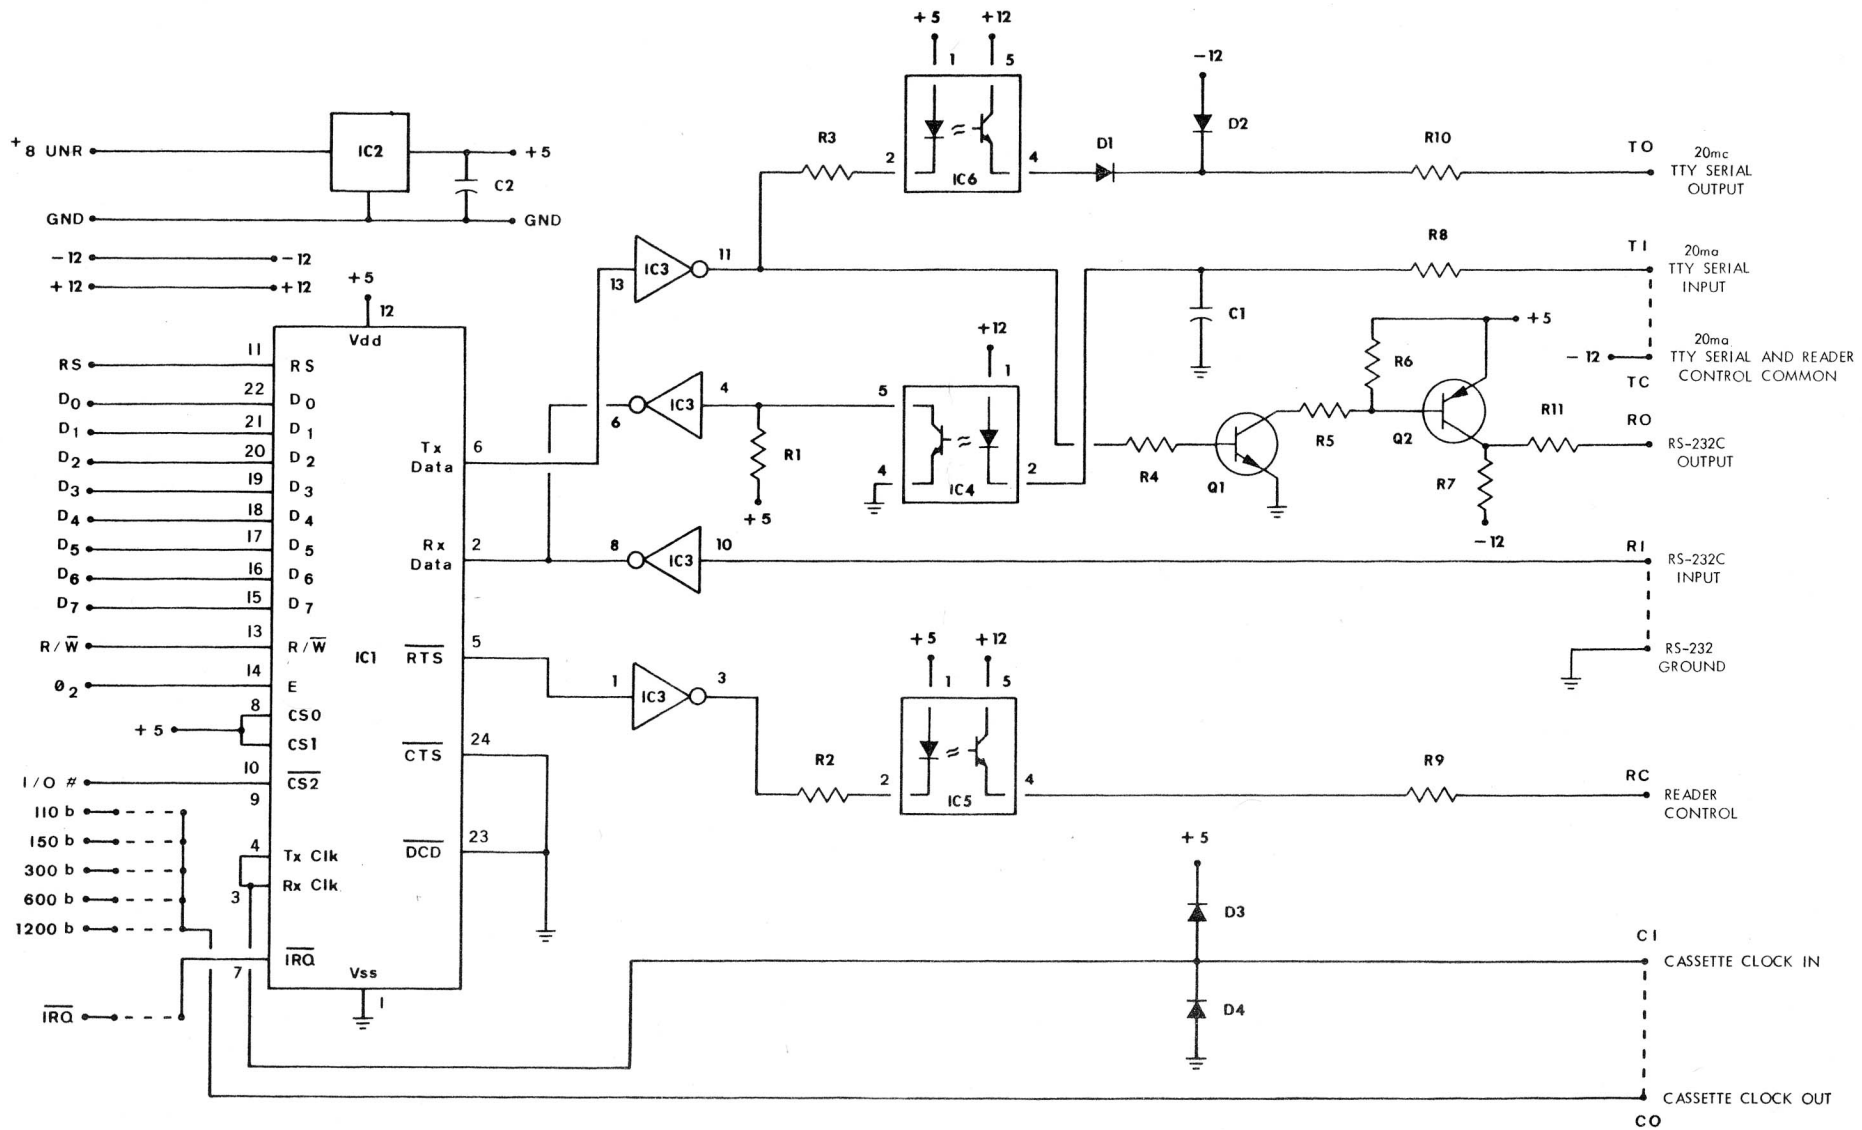 +5 +12
1 5
-12
+8 UNR IC2 +5
C2
GND GND
R3 2 IC6 4 D1 D2 R10 TO
20mc
TTY SERIAL
OUTPUT
-12 -12
+12 +12
+5
12
Vdd
IC3
13 11
R8 TI
20ma
TTY SERIAL
INPUT
C1
+12
1
6 IC3 4 5
R1
+5
4 IC4 2
+5
R6
-12
20ma
TTY SERIAL AND READER
CONTROL COMMON
TC
R4 Q1 R5 Q2 R11 RO
RS-232C
OUTPUT
R7
-12
RS 11 RS
D0 22 D0
D1 21 D1
D2 20 D2
D3 19 D3
D4 18 D4
D5 17 D5
D6 16 D6
D7 15 D7
R/W̅ 13 R/W̅
Ø2 14 E
8 CS0
+5 CS1
I/O # 10 C̅S̅2̅
9
110 b
150 b
300 b
600 b
1200 b
4 Tx Clk
3 Rx Clk
7 I̅R̅Q̅
I̅R̅Q̅
IC1
Vss
1
Tx
Data 6
Rx
Data 2
R̅T̅S̅ 5
C̅T̅S̅ 24
D̅C̅D̅ 23
8 IC3 10 RI
RS-232C
INPUT
RS-232
GROUND
1 IC3 3
+5 +12
1 5
R2 2 IC5 4 R9 RC
READER
CONTROL
+5
D3
D4
CI
CASSETTE CLOCK IN
CASSETTE CLOCK OUT
CO